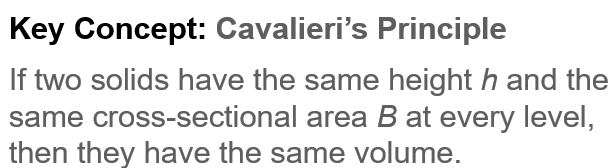 Key Concept: Cavalieri’s Principle
If two solids have the same height h and the
same cross-sectional area B at every level,
then they have the same volume.